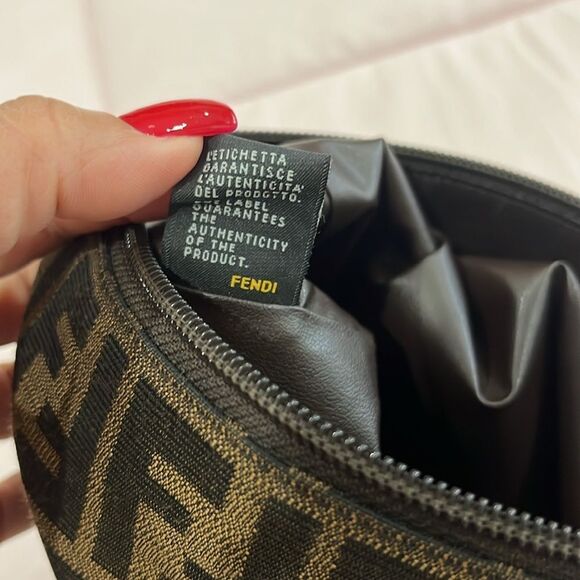 L'ETICHETTA
GARANTISCE
L'AUTENTICITA'
DEL PRODOTTO.
THE LABEL
GUARANTEES
THE
AUTHENTICITY
OF THE
PRODUCT.
FENDI